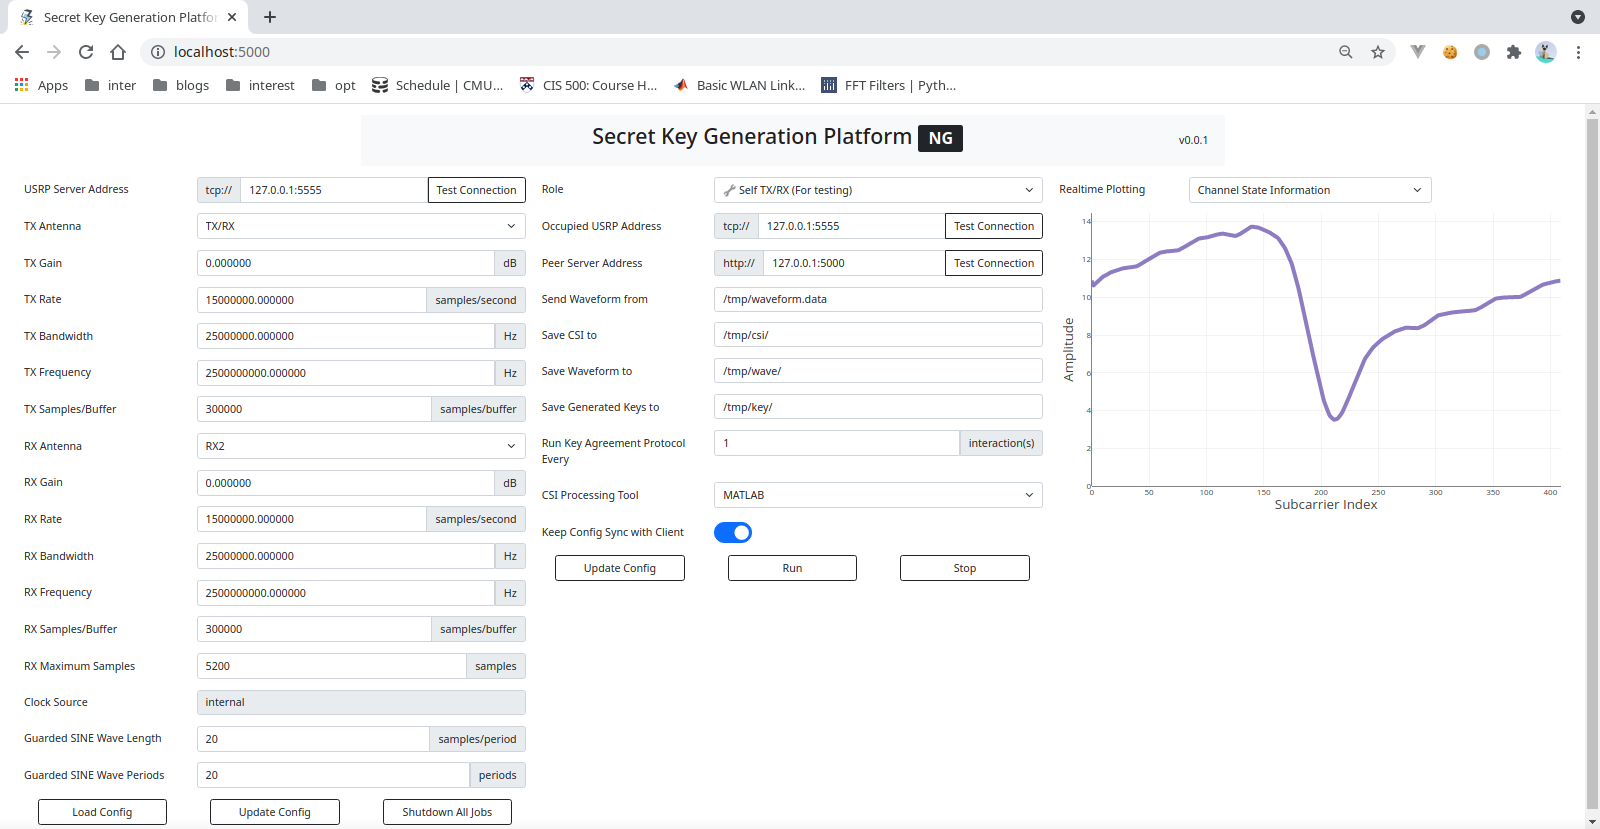 Secret Key Generation Platfor
localhost:5000
Apps
inter
blogs
interest
opt
Schedule | CMU...
CIS 500: Course H...
Basic WLAN Link...
FFT Filters | Pyth...
Secret Key Generation Platform NG
v0.0.1
USRP Server Address
tcp://
127.0.0.1:5555
Test Connection
TX Antenna
TX/RX
TX Gain
0.000000
dB
TX Rate
15000000.000000
samples/second
TX Bandwidth
25000000.000000
Hz
TX Frequency
2500000000.000000
Hz
TX Samples/Buffer
300000
samples/buffer
RX Antenna
RX2
RX Gain
0.000000
dB
RX Rate
15000000.000000
samples/second
RX Bandwidth
25000000.000000
Hz
RX Frequency
2500000000.000000
Hz
RX Samples/Buffer
300000
samples/buffer
RX Maximum Samples
5200
samples
Clock Source
internal
Guarded SINE Wave Length
20
samples/period
Guarded SINE Wave Periods
20
periods
Load Config
Update Config
Shutdown All Jobs
Role
Self TX/RX (For testing)
Occupied USRP Address
tcp://
127.0.0.1:5555
Test Connection
Peer Server Address
http://
127.0.0.1:5000
Test Connection
Send Waveform from
/tmp/waveform.data
Save CSI to
/tmp/csi/
Save Waveform to
/tmp/wave/
Save Generated Keys to
/tmp/key/
Run Key Agreement Protocol
Every
1
interaction(s)
CSI Processing Tool
MATLAB
Keep Config Sync with Client
Update Config
Run
Stop
Realtime Plotting
Channel State Information
14
12
10
8
6
4
2
0
Amplitude
0
50
100
150
200
250
300
350
400
Subcarrier Index